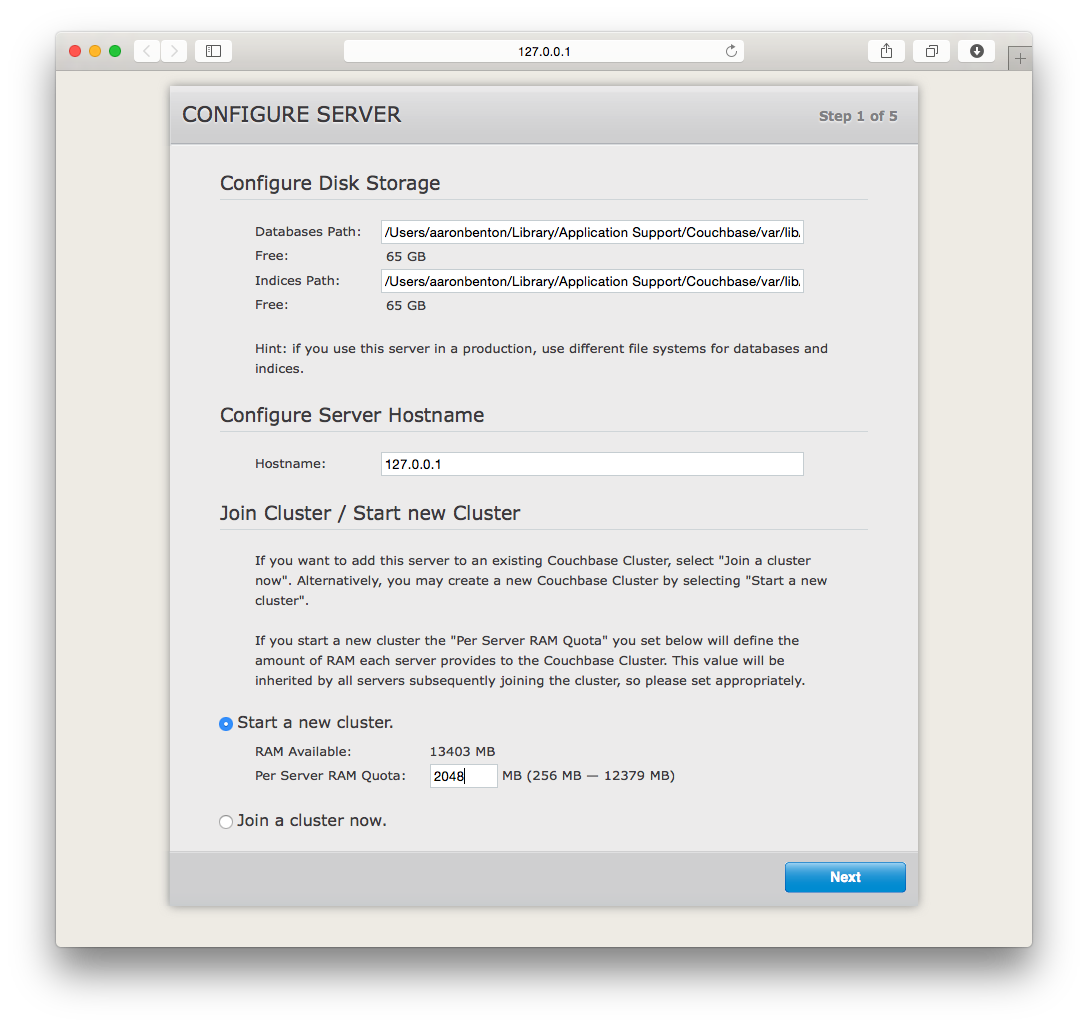 127.0.0.1
CONFIGURE SERVER
Step 1 of 5
Configure Disk Storage
Databases Path: /Users/aaronbenton/Library/Application Support/Couchbase/var/lib
Free: 65 GB
Indices Path: /Users/aaronbenton/Library/Application Support/Couchbase/var/lib
Free: 65 GB
Hint: if you use this server in a production, use different file systems for databases and
indices.
Configure Server Hostname
Hostname: 127.0.0.1
Join Cluster / Start new Cluster
If you want to add this server to an existing Couchbase Cluster, select "Join a cluster
now". Alternatively, you may create a new Couchbase Cluster by selecting "Start a new
cluster".
If you start a new cluster the "Per Server RAM Quota" you set below will define the
amount of RAM each server provides to the Couchbase Cluster. This value will be
inherited by all servers subsequently joining the cluster, so please set appropriately.
Start a new cluster.
RAM Available: 13403 MB
Per Server RAM Quota: 2048 MB (256 MB — 12379 MB)
Join a cluster now.
Next